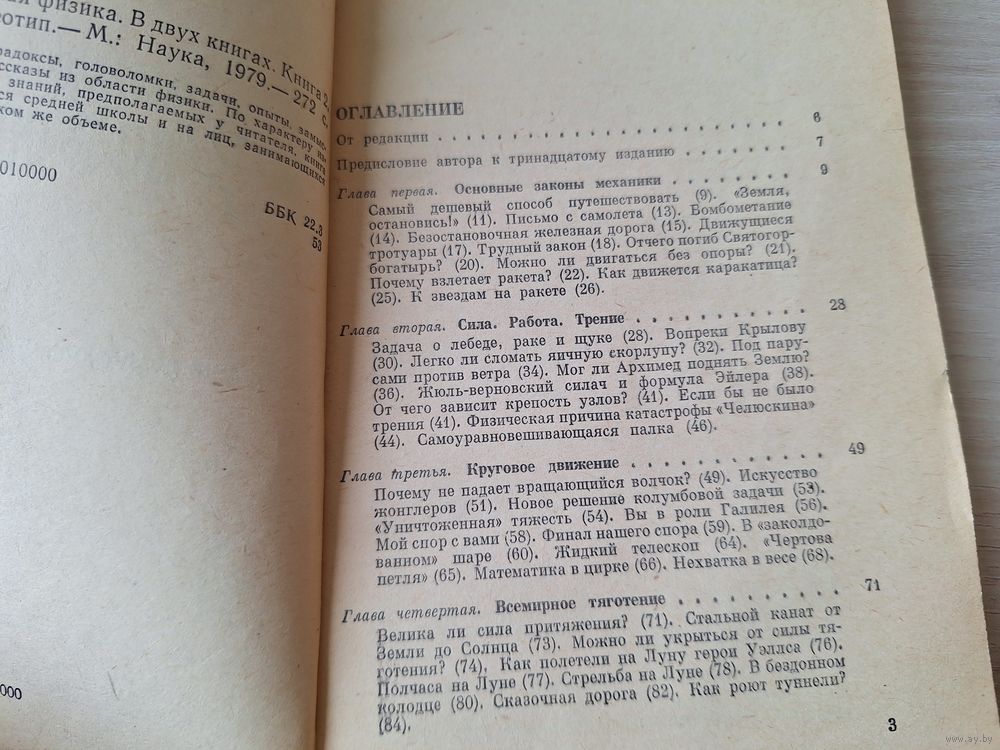 ая физика. В двух книгах. Книга 2.
еотип.— М.: Наука, 1979.— 272 с.
радоксы, головоломки, задачи, опыты, замыс-
ссказы из области физики. По характеру из-
знаний, предполагаемых у читателя, книга
ся средней школы и на лиц, занимающихся
ком же объеме.
010000
ББК 22.3
53
000
ОГЛАВЛЕНИЕ
От редакции . . . . . . . . . . . . . . . . . . 6
Предисловие автора к тринадцатому изданию . . . . . . . 7
Глава первая. Основные законы механики . . . . . . . . 9
Самый дешевый способ путешествовать (9). «Земля,
остановись!» (11). Письмо с самолета (13). Бомбометание
(14). Безостановочная железная дорога (15). Движущиеся
тротуары (17). Трудный закон (18). Отчего погиб Святогор-
богатырь? (20). Можно ли двигаться без опоры? (21).
Почему взлетает ракета? (22). Как движется каракатица?
(25). К звездам на ракете (26).
Глава вторая. Сила. Работа. Трение . . . . . . . . . . . 28
Задача о лебеде, раке и щуке (28). Вопреки Крылову
(30). Легко ли сломать яичную скорлупу? (32). Под пару-
сами против ветра (34). Мог ли Архимед поднять Землю?
(36). Жюль-верновский силач и формула Эйлера (38).
От чего зависит крепость узлов? (41). Если бы не было
трения (41). Физическая причина катастрофы «Челюскина»
(44). Самоуравновешивающаяся палка (46).
Глава третья. Круговое движение . . . . . . . . . . . 49
Почему не падает вращающийся волчок? (49). Искусство
жонглеров (51). Новое решение колумбовой задачи (53).
«Уничтоженная» тяжесть (54). Вы в роли Галилея (56).
Мой спор с вами (58). Финал нашего спора (59). В «заколдо-
ванном» шаре (60). Жидкий телескоп (64). «Чертова
петля» (65). Математика в цирке (66). Нехватка в весе (68).
Глава четвертая. Всемирное тяготение . . . . . . . . . 71
Велика ли сила притяжения? (71). Стальной канат от
Земли до Солнца (73). Можно ли укрыться от силы тя-
готения? (74). Как полетели на Луну герои Уэллса (76).
Полчаса на Луне (77). Стрельба на Луне (78). В бездонном
колодце (80). Сказочная дорога (82). Как роют туннели?
(84).
3
www.ay.by